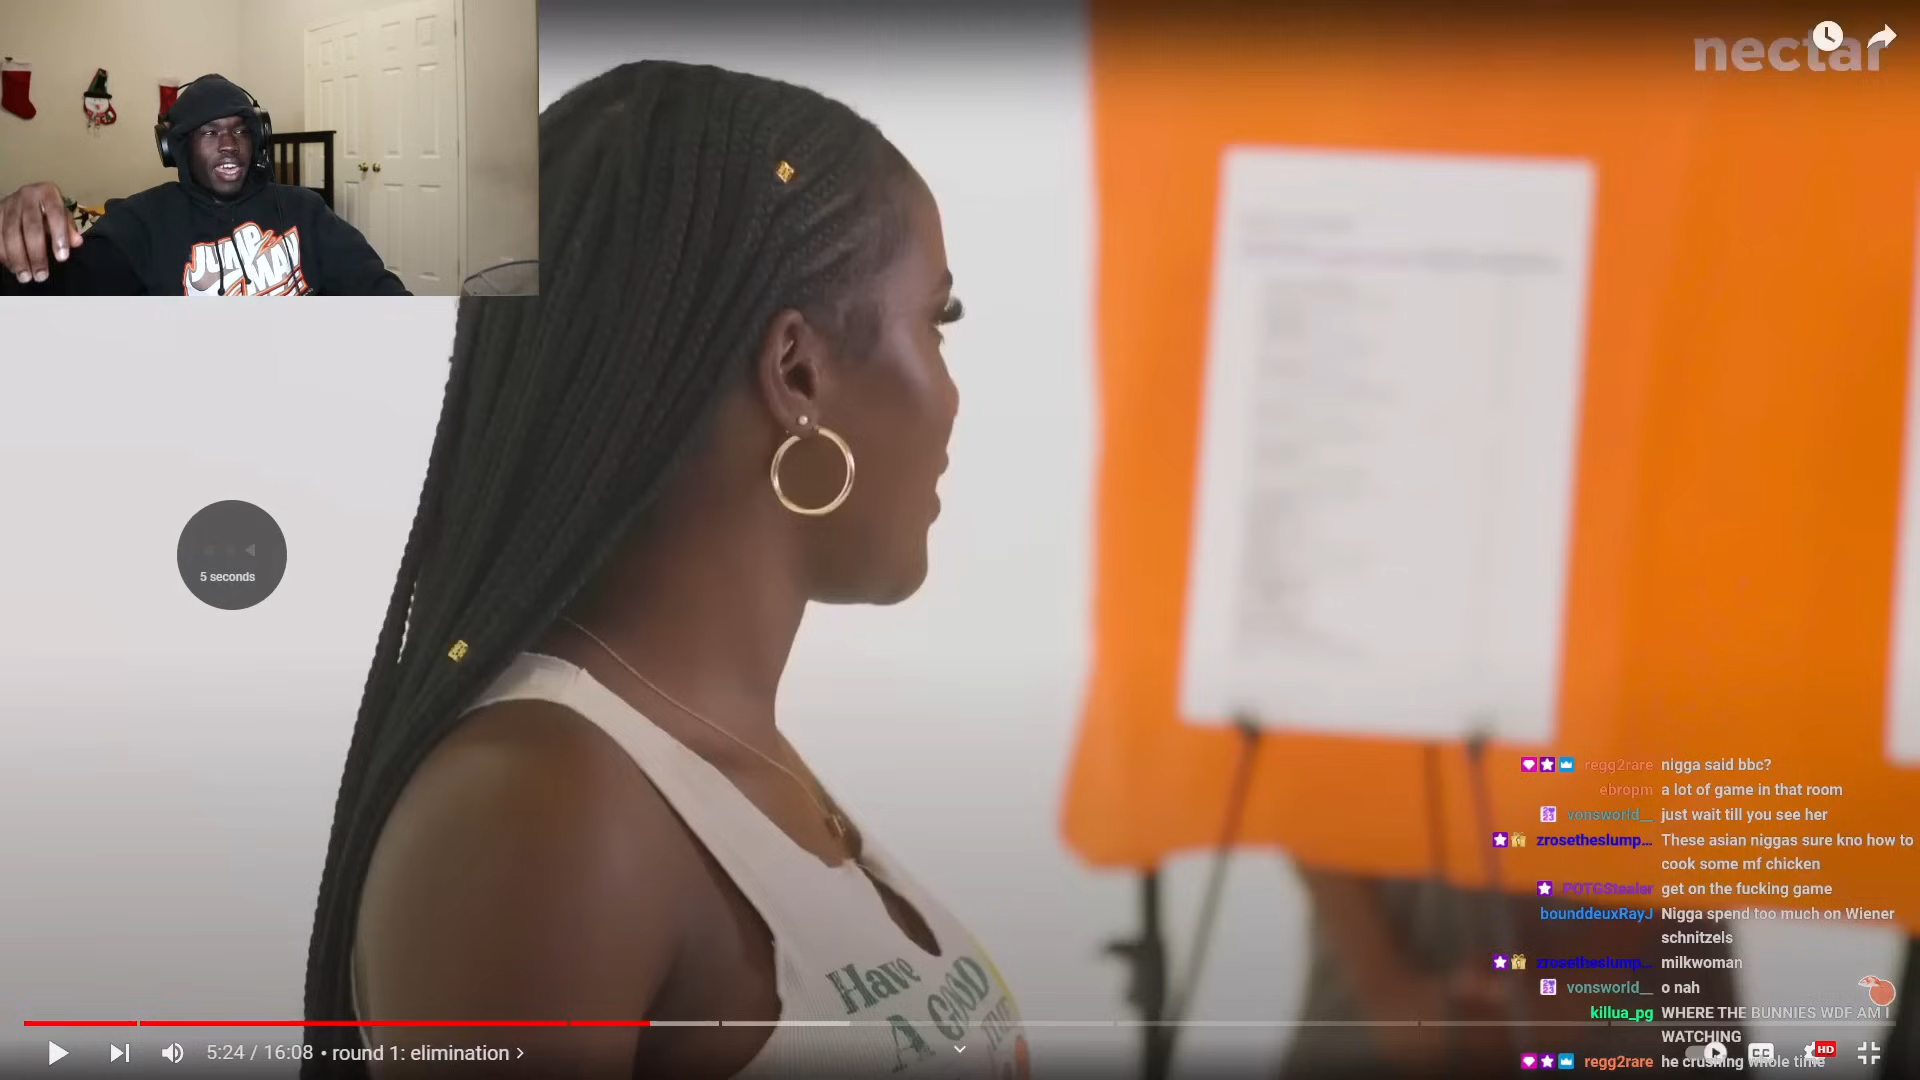 nectar
JUMP
MAN
5 seconds
Have
A GOOD
regg2rare nigga said bbc?
ebropm a lot of game in that room
vonsworld__ just wait till you see her
zrosetheslump... These asian niggas sure kno how to
cook some mf chicken
POTGStealer get on the fucking game
bounddeuxRayJ Nigga spend too much on Wiener
schnitzels
zrosetheslump... milkwoman
vonsworld__ o nah
killua_pg WHERE THE BUNNIES WDF AM I
WATCHING
regg2rare he crushing whole time
5:24 / 16:08 • round 1: elimination >
CC
HD